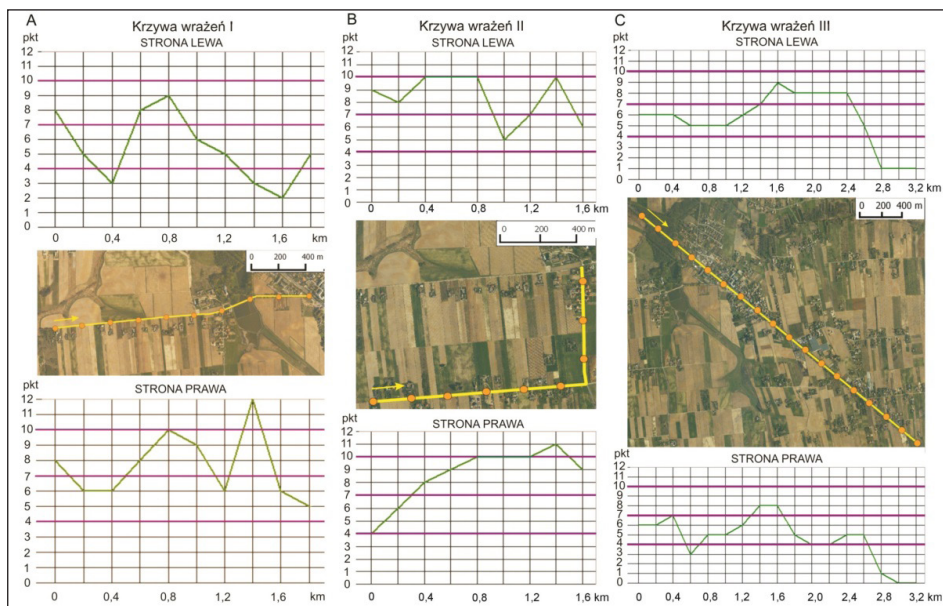 A
Krzywa wrażeń I
pkt
STRONA LEWA
12
11
10
9
8
7
6
5
4
3
2
1
0
0 0,4 0,8 1,2 1,6 km
0 200 400 m
STRONA PRAWA
pkt
12
11
10
9
8
7
6
5
4
3
2
1
0
0 0,4 0,8 1,2 1,6 km
B
Krzywa wrażeń II
pkt
STRONA LEWA
12
11
10
9
8
7
6
5
4
3
2
1
0
0 0,4 0,8 1,2 1,6 km
0 200 400 m
STRONA PRAWA
pkt
12
11
10
9
8
7
6
5
4
3
2
1
0
0 0,4 0,8 1,2 1,6 km
C
Krzywa wrażeń III
pkt
STRONA LEWA
12
11
10
9
8
7
6
5
4
3
2
1
0
0 0,4 0,8 1,2 1,6 2,0 2,4 2,8 3,2 km
0 200 400 m
STRONA PRAWA
pkt
12
11
10
9
8
7
6
5
4
3
2
1
0
0 0,4 0,8 1,2 1,6 2,0 2,4 2,8 3,2 km